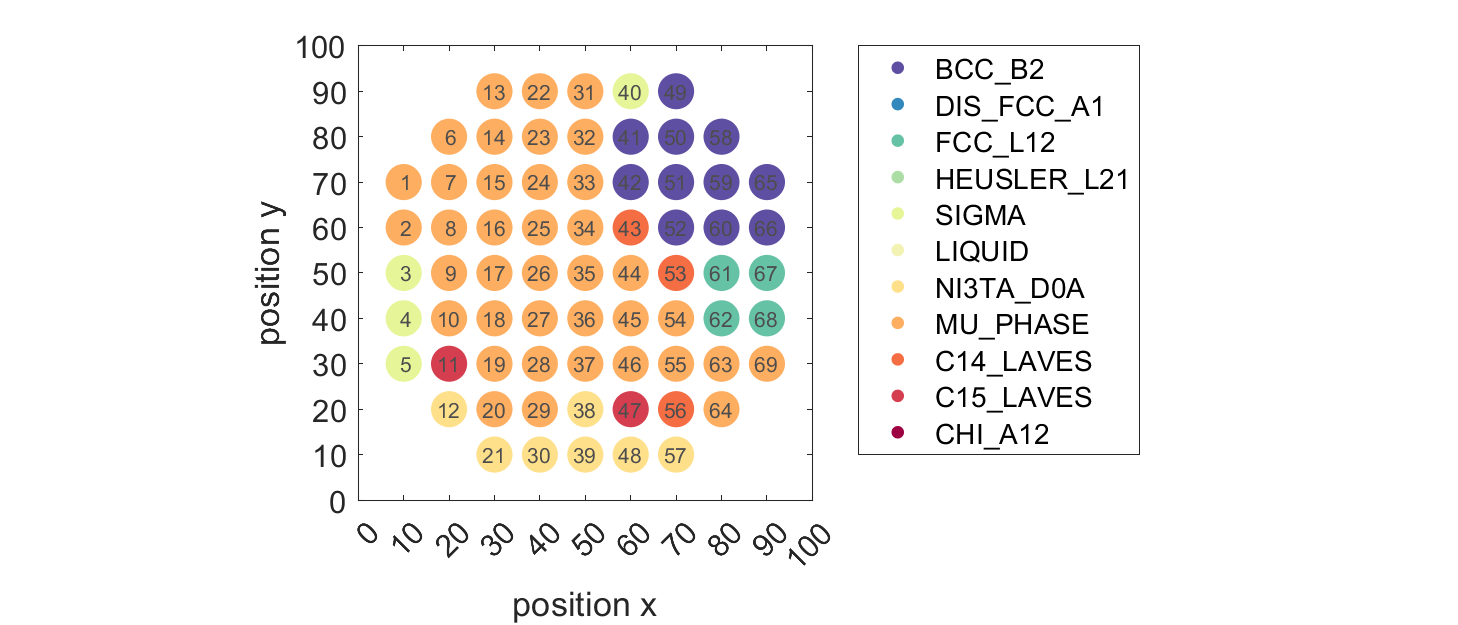 100
90
80
70
60
50
40
30
20
10
0
position y
13 22 31 40 49
6 14 23 32 41 50 58
1 7 15 24 33 42 51 59 65
2 8 16 25 34 43 52 60 66
3 9 17 26 35 44 53 61 67
4 10 18 27 36 45 54 62 68
5 11 19 28 37 46 55 63 69
12 20 29 38 47 56 64
21 30 39 48 57
0 10 20 30 40 50 60 70 80 90 100
position x
BCC_B2
DIS_FCC_A1
FCC_L12
HEUSLER_L21
SIGMA
LIQUID
NI3TA_D0A
MU_PHASE
C14_LAVES
C15_LAVES
CHI_A12